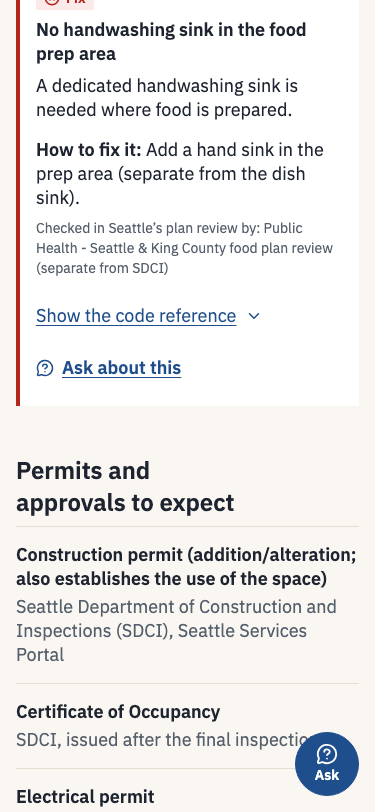 Fix
No handwashing sink in the food
prep area
A dedicated handwashing sink is
needed where food is prepared.
How to fix it: Add a hand sink in the
prep area (separate from the dish
sink).
Checked in Seattle's plan review by: Public
Health - Seattle & King County food plan review
(separate from SDCI)
Show the code reference
Ask about this
Permits and
approvals to expect
Construction permit (addition/alteration;
also establishes the use of the space)
Seattle Department of Construction and
Inspections (SDCI), Seattle Services
Portal
Certificate of Occupancy
SDCI, issued after the final
Ask
Electrical permit